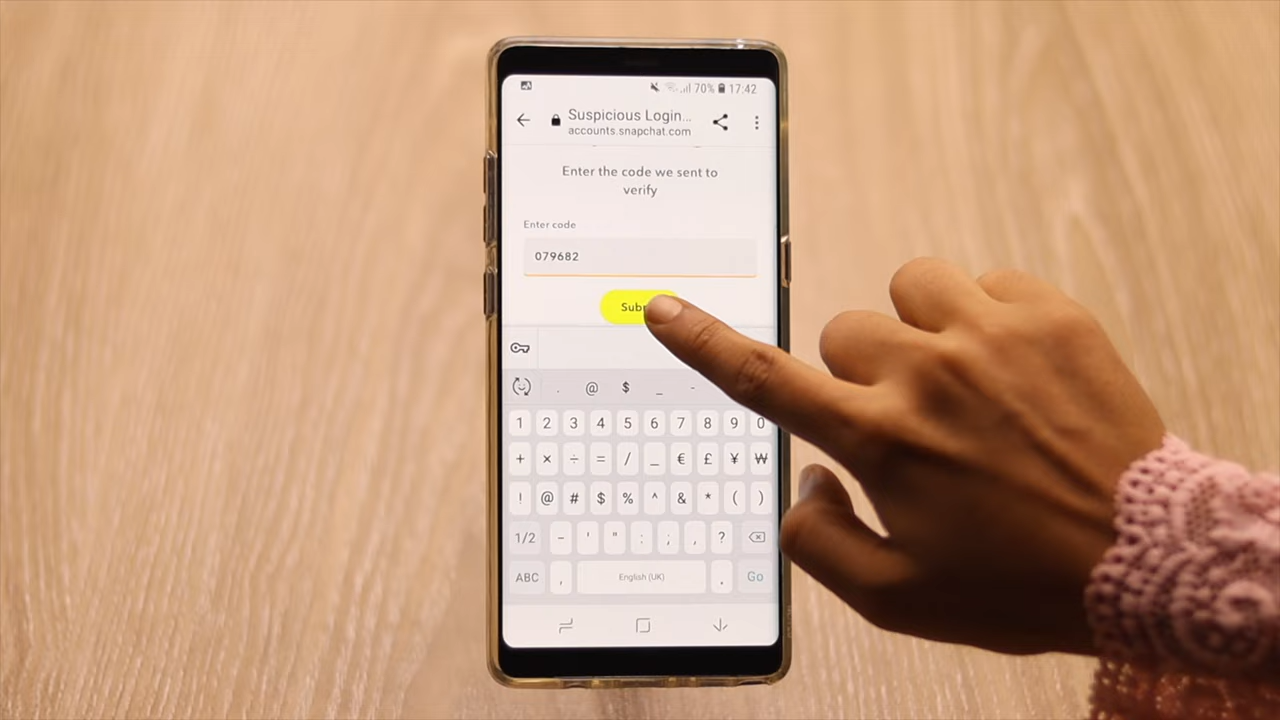 70% 17:42
Suspicious Login...
accounts.snapchat.com
Enter the code we sent to
verify
Enter code
079682
Sub
. @ $ _ -
1 2 3 4 5 6 7 8 9 0
+ × ÷ = / _ € £ ¥ ₩
! @ # $ % ^ & * ( )
1/2 - ' " : ; , ?
ABC , English (UK) . Go